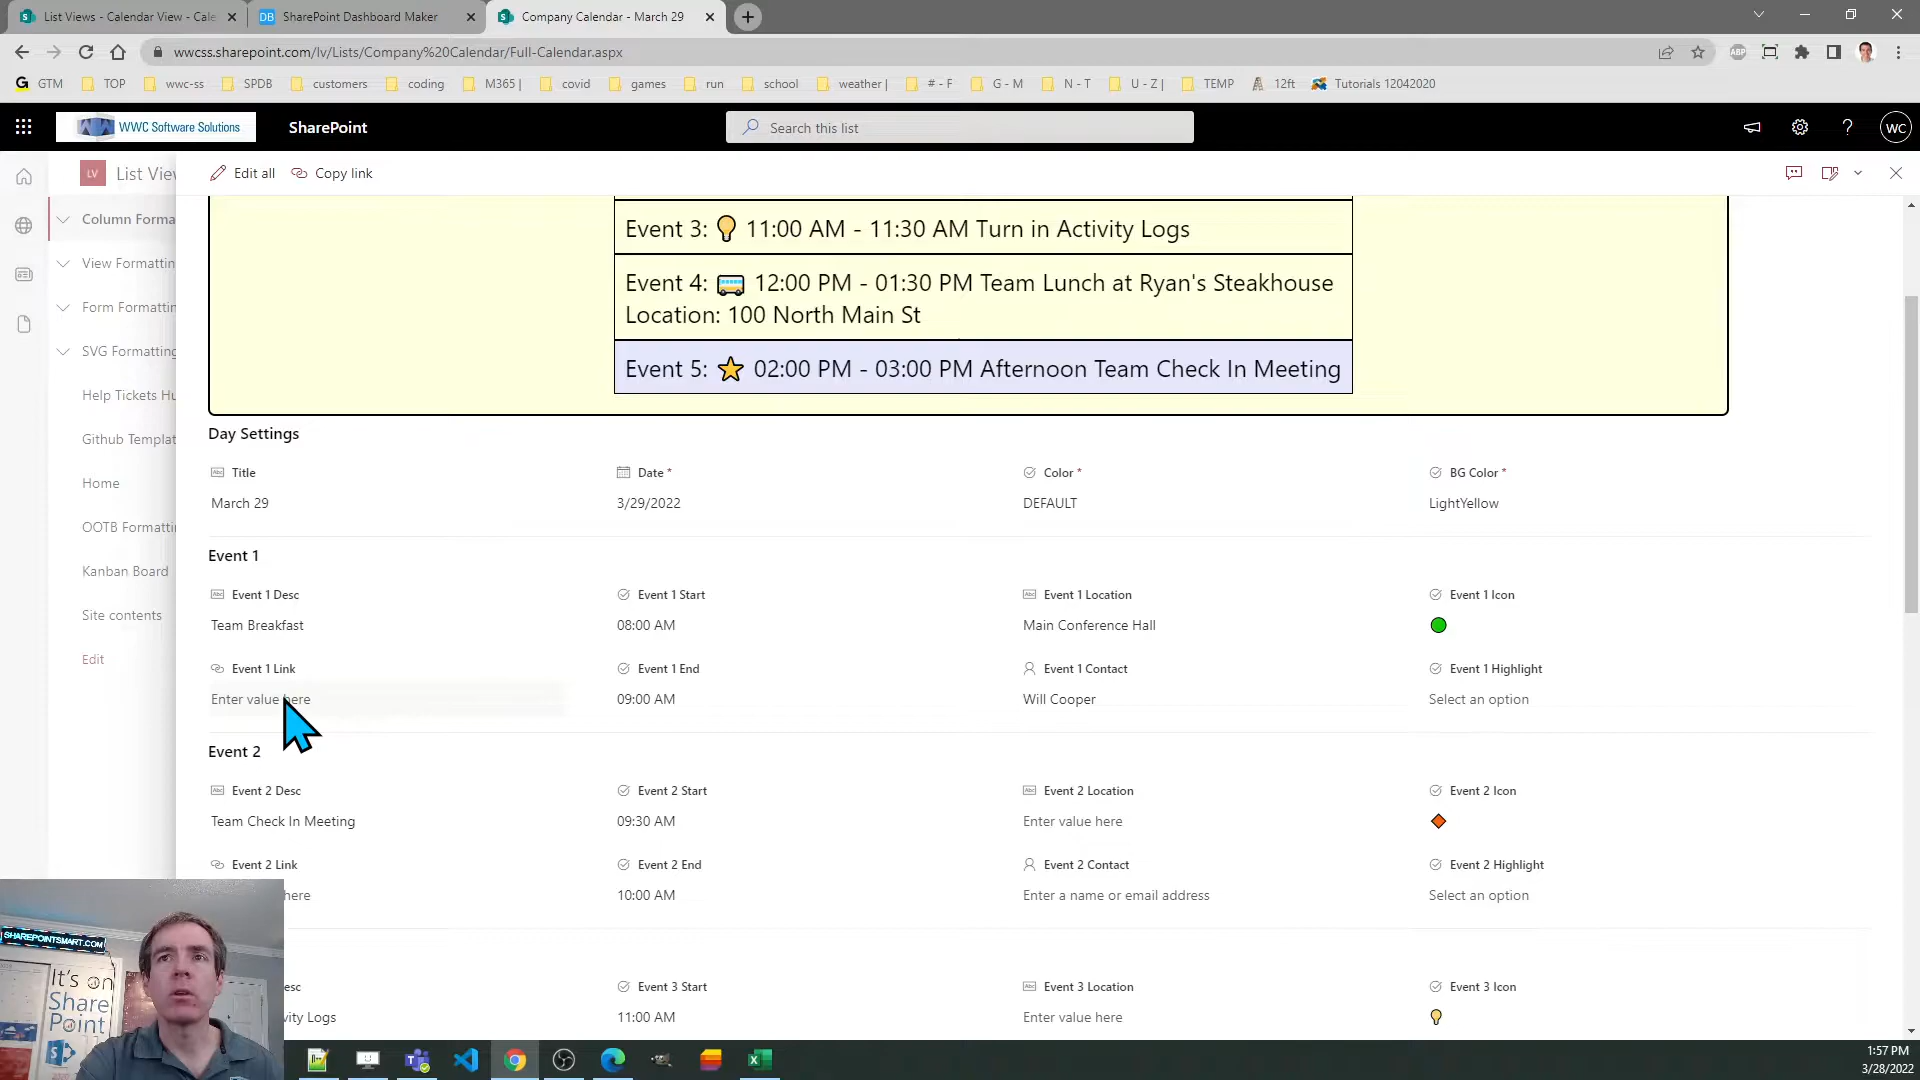 List Views - Calendar View - Cale
SharePoint Dashboard Maker
Company Calendar - March 29
wwcss.sharepoint.com/lv/Lists/Company%20Calendar/Full-Calendar.aspx
ABP
G GTM TOP wwc-ss SPDB customers coding M365 | covid games run school weather | # - F G - M N - T U - Z | TEMP 12ft Tutorials 12042020
WWC Software Solutions SharePoint Search this list ? WC
LV List Vie
Edit all Copy link
Column Forma
View Formattin
Form Formattin
SVG Formatting
Help Tickets Hu
Github Templat
Home
OOTB Formatti
Kanban Board
Site contents
Edit
Event 3: 💡 11:00 AM - 11:30 AM Turn in Activity Logs
Event 4: 🚌 12:00 PM - 01:30 PM Team Lunch at Ryan's Steakhouse
Location: 100 North Main St
Event 5: ⭐ 02:00 PM - 03:00 PM Afternoon Team Check In Meeting
Day Settings
Title Date * Color * BG Color *
March 29 3/29/2022 DEFAULT LightYellow
Event 1
Event 1 Desc Event 1 Start Event 1 Location Event 1 Icon
Team Breakfast 08:00 AM Main Conference Hall
Event 1 Link Event 1 End Event 1 Contact Event 1 Highlight
Enter value here 09:00 AM Will Cooper Select an option
Event 2
Event 2 Desc Event 2 Start Event 2 Location Event 2 Icon
Team Check In Meeting 09:30 AM Enter value here
Event 2 Link Event 2 End Event 2 Contact Event 2 Highlight
here 10:00 AM Enter a name or email address Select an option
esc Event 3 Start Event 3 Location Event 3 Icon
vity Logs 11:00 AM Enter value here
SHAREPOINTSMART.COM
It's on
Share
Point
1:57 PM
3/28/2022